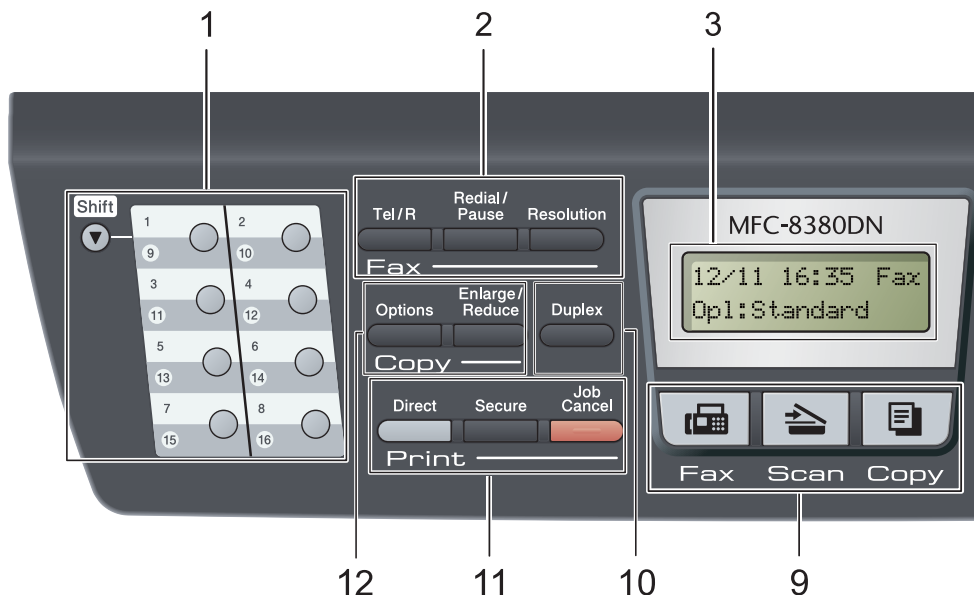 1
2
3
Shift
1
2
9
10
3
4
11
12
5
6
13
14
7
8
15
16
Tel/R
Redial/
Pause
Resolution
Fax
Options
Enlarge/
Reduce
Copy
Duplex
Direct
Secure
Job
Cancel
Print
MFC-8380DN
12/11 16:35 Fax
Opl:Standard
Fax
Scan
Copy
12
11
10
9